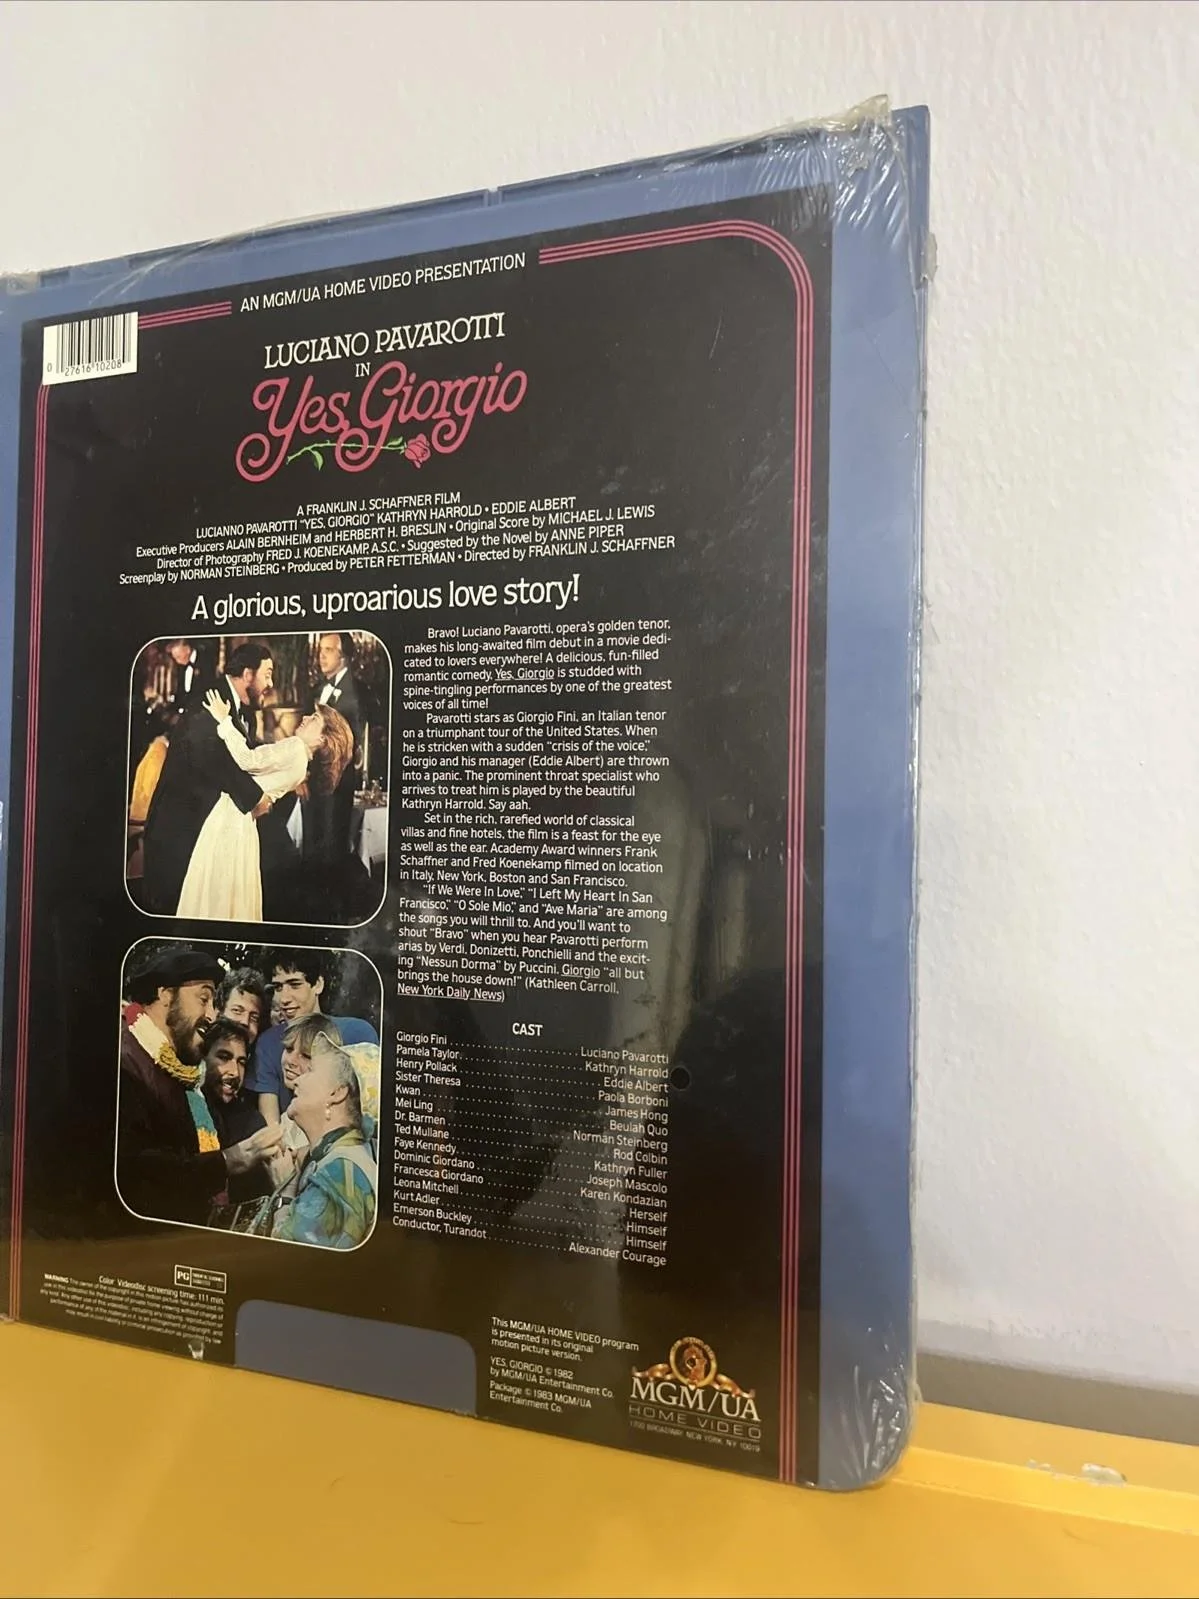 AN MGM/UA HOME VIDEO PRESENTATION
0 27616 10208
LUCIANO PAVAROTTI
IN
Yes, Giorgio
A FRANKLIN J. SCHAFFNER FILM
LUCIANNO PAVAROTTI "YES, GIORGIO" KATHRYN HARROLD • EDDIE ALBERT
Executive Producers ALAIN BERNHEIM and HERBERT H. BRESLIN • Original Score by MICHAEL J. LEWIS
Director of Photography FRED J. KOENEKAMP, A.S.C. • Suggested by the Novel by ANNE PIPER
Screenplay by NORMAN STEINBERG • Produced by PETER FETTERMAN • Directed by FRANKLIN J. SCHAFFNER
A glorious, uproarious love story!
Bravo! Luciano Pavarotti, opera's golden tenor,
makes his long-awaited film debut in a movie dedi-
cated to lovers everywhere! A delicious, fun-filled
romantic comedy, Yes, Giorgio is studded with
spine-tingling performances by one of the greatest
voices of all time!
Pavarotti stars as Giorgio Fini, an Italian tenor
on a triumphant tour of the United States. When
he is stricken with a sudden "crisis of the voice,"
Giorgio and his manager (Eddie Albert) are thrown
into a panic. The prominent throat specialist who
arrives to treat him is played by the beautiful
Kathryn Harrold. Say aah.
Set in the rich, rarefied world of classical
villas and fine hotels, the film is a feast for the eye
as well as the ear. Academy Award winners Frank
Schaffner and Fred Koenekamp filmed on location
in Italy, New York, Boston and San Francisco.
"If We Were In Love," "I Left My Heart In San
Francisco," "O Sole Mio," and "Ave Maria" are among
the songs you will thrill to. And you'll want to
shout "Bravo" when you hear Pavarotti perform
arias by Verdi, Donizetti, Ponchielli and the excit-
ing "Nessun Dorma" by Puccini. Giorgio "all but
brings the house down!" (Kathleen Carroll,
New York Daily News)
CAST
Giorgio Fini . . . . . Luciano Pavarotti
Pamela Taylor . . . . . Kathryn Harrold
Henry Pollack . . . . . Eddie Albert
Sister Theresa . . . . . Paola Borboni
Kwan . . . . . James Hong
Mei Ling . . . . . Beulah Quo
Dr. Barmen . . . . . Norman Steinberg
Ted Mullane . . . . . Rod Colbin
Faye Kennedy . . . . . Kathryn Fuller
Dominic Giordano . . . . . Joseph Mascolo
Francesca Giordano . . . . . Karen Kondazian
Leona Mitchell . . . . . Herself
Kurt Adler . . . . . Himself
Emerson Buckley . . . . . Himself
Conductor, Turandot . . . . . Alexander Courage
PG
Color Videodisc screening time: 111 min.
WARNING
This MGM/UA HOME VIDEO program
is presented in its original
motion picture version.
YES, GIORGIO © 1982
by MGM/UA Entertainment Co.
Package © 1983 MGM/UA
Entertainment Co.
MGM/UA
HOME VIDEO
1700 BROADWAY, NEW YORK, NY 10019